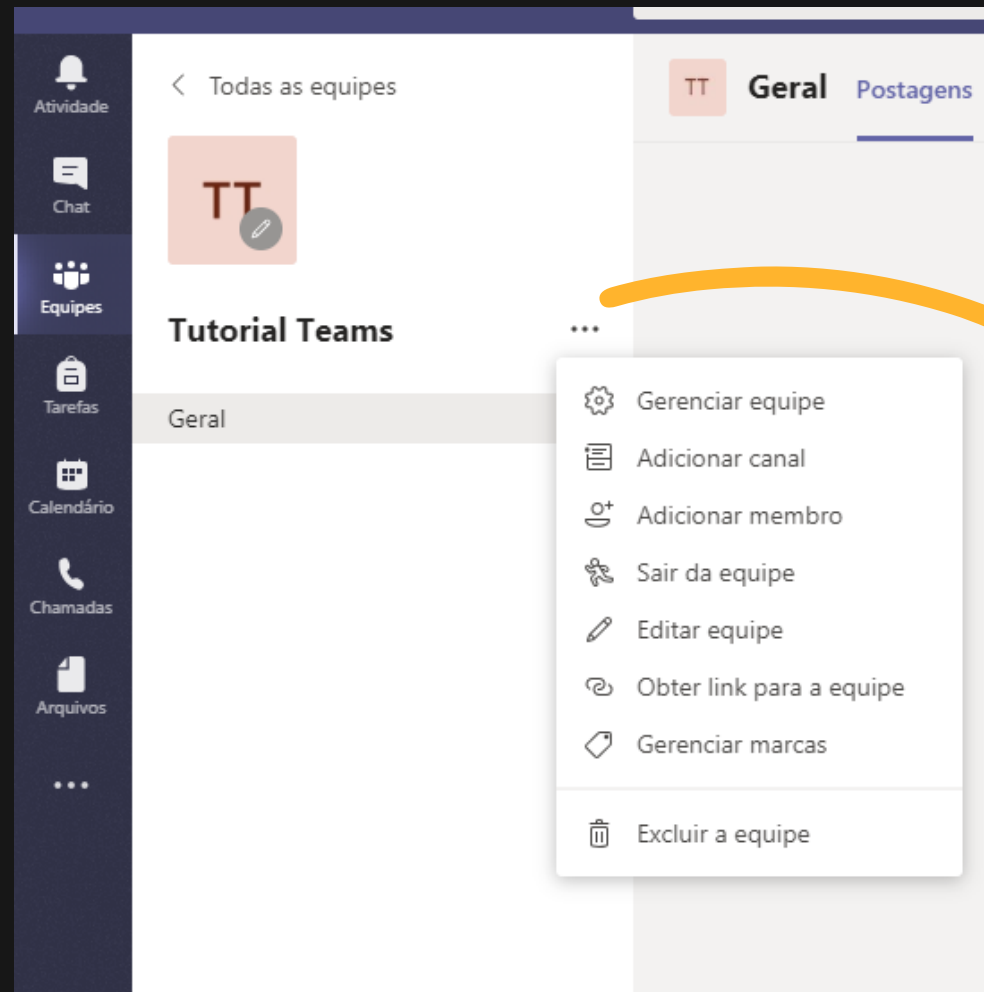 Atividade
Chat
Equipes
Tarefas
Calendário
Chamadas
Arquivos
Todas as equipes
TT
Tutorial Teams
Geral
TT Geral Postagens
Gerenciar equipe
Adicionar canal
Adicionar membro
Sair da equipe
Editar equipe
Obter link para a equipe
Gerenciar marcas
Excluir a equipe